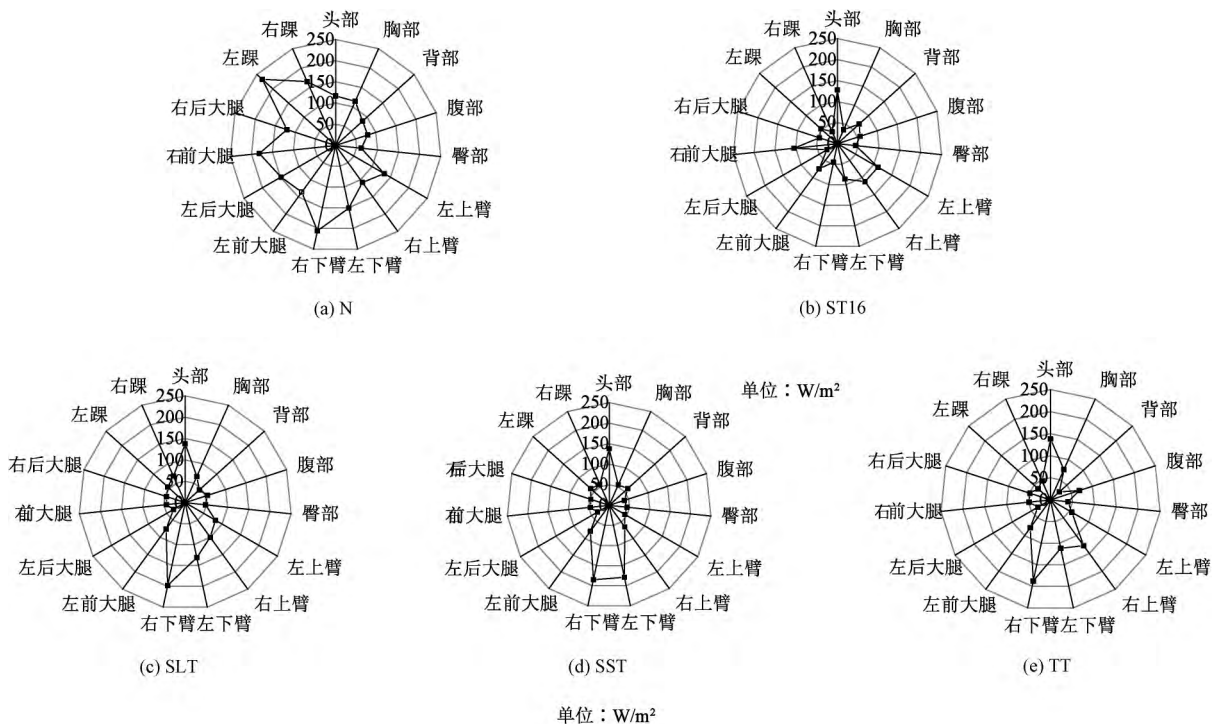 头部
胸部
背部
腹部
臀部
左上臂
右上臂
左下臂
右下臂
左前大腿
左后大腿
右前大腿
右后大腿
左踝
右踝
250
200
150
100
50
0
(a) N
头部
胸部
背部
腹部
臀部
左上臂
右上臂
左下臂
右下臂
左前大腿
左后大腿
右前大腿
右后大腿
左踝
右踝
250
200
150
100
50
(b) ST16
头部
胸部
背部
腹部
臀部
左上臂
右上臂
左下臂
右下臂
左前大腿
左后大腿
前大腿
右后大腿
左踝
右踝
250
200
150
100
50
(c) SLT
头部
胸部
背部
腹部
臀部
左上臂
右上臂
左下臂
右下臂
左前大腿
左后大腿
前大腿
后大腿
左踝
右踝
250
200
150
100
50
(d) SST
单位：W/m²
头部
胸部
背部
腹部
臀部
左上臂
右上臂
左下臂
右下臂
左前大腿
左后大腿
右前大腿
右后大腿
左踝
右踝
250
200
150
100
50
(e) TT
单位：W/m²